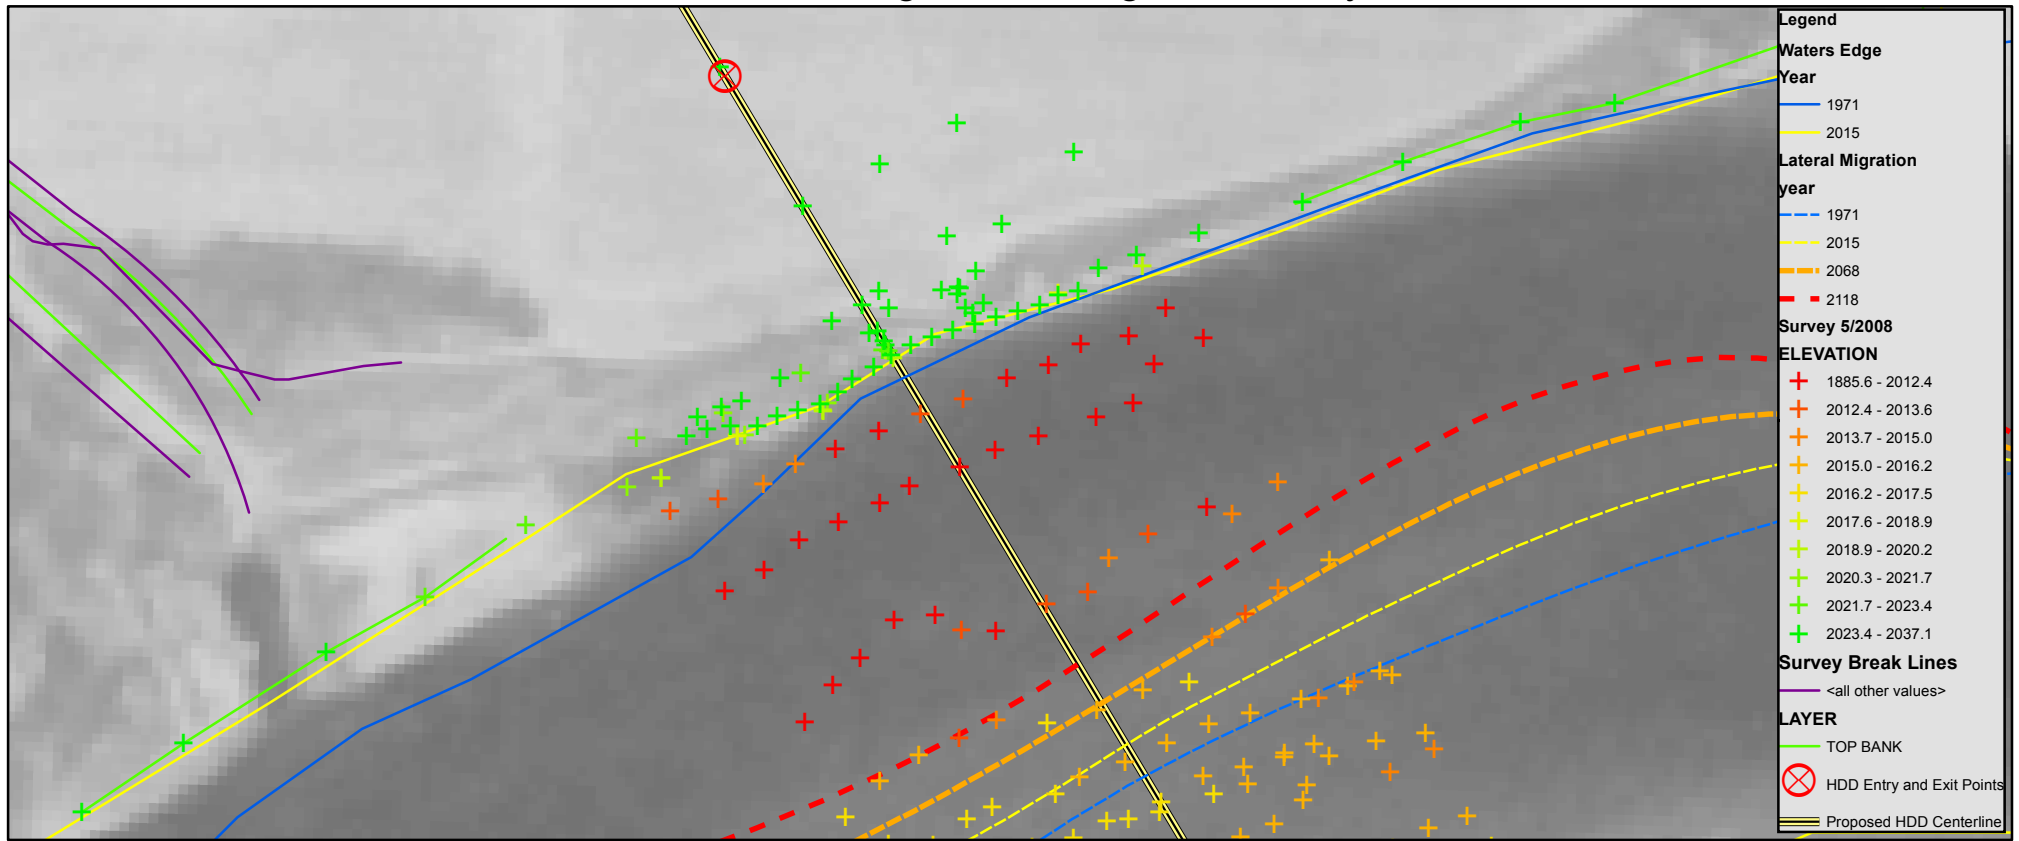 Legend
Waters Edge
Year
1971
2015
Lateral Migration
year
1971
2015
2068
2118
Survey 5/2008
ELEVATION
1885.6 - 2012.4
2012.4 - 2013.6
2013.7 - 2015.0
2015.0 - 2016.2
2016.2 - 2017.5
2017.6 - 2018.9
2018.9 - 2020.2
2020.3 - 2021.7
2021.7 - 2023.4
2023.4 - 2037.1
Survey Break Lines
<all other values>
LAYER
TOP BANK
HDD Entry and Exit Points
Proposed HDD Centerline